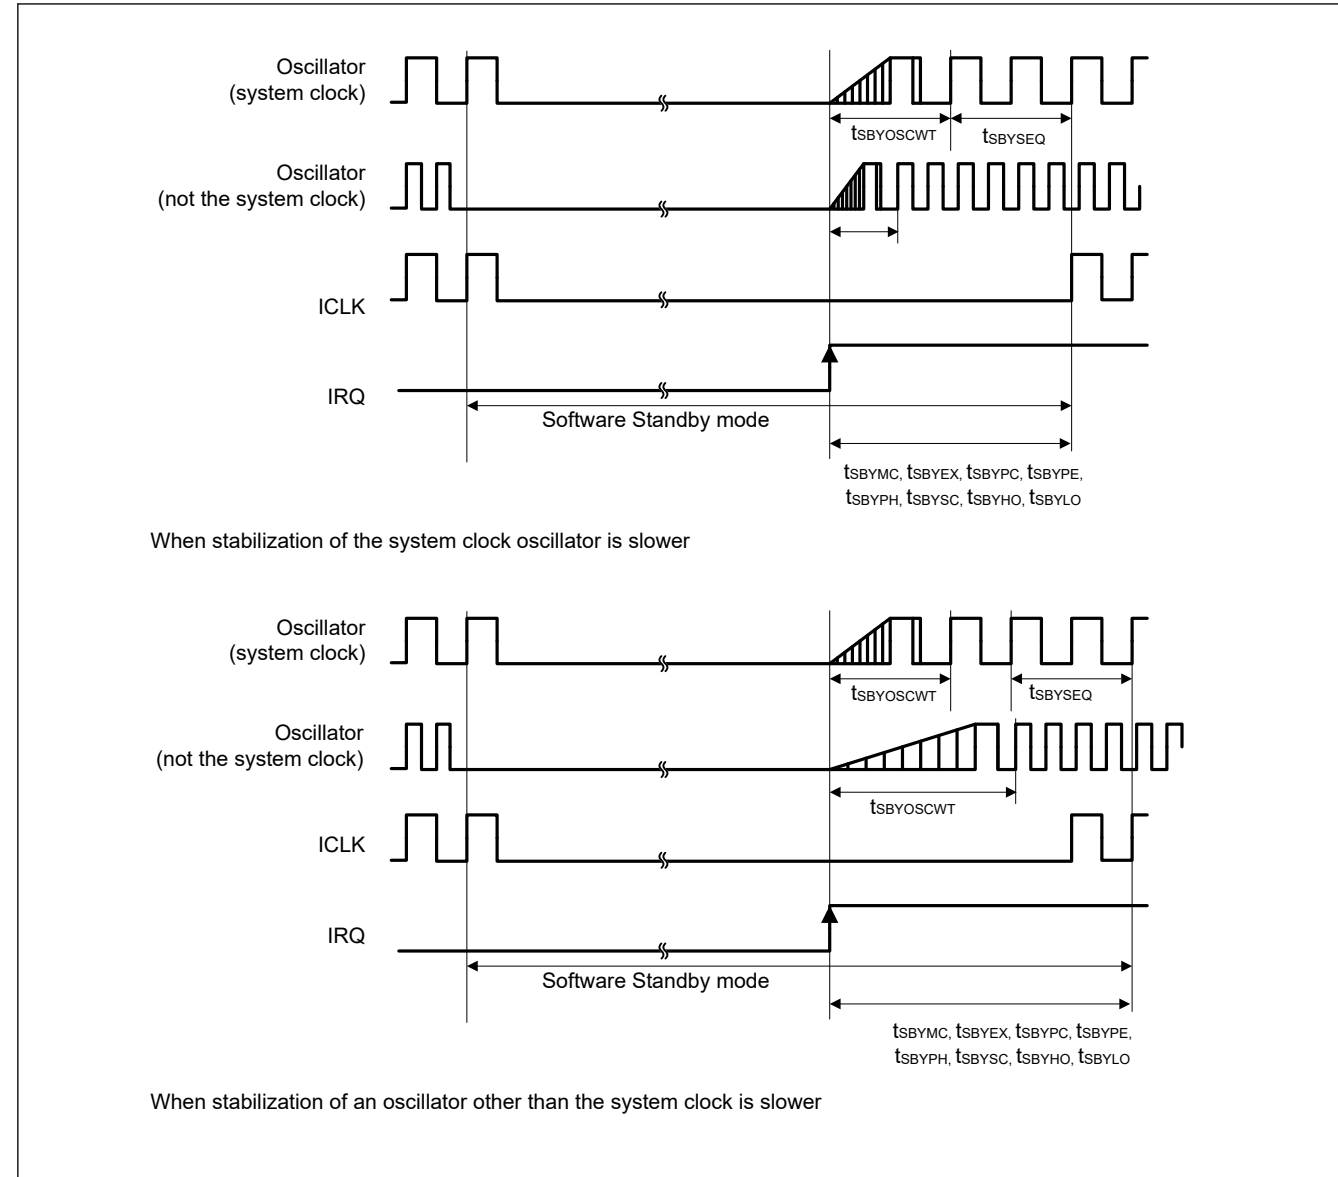 Oscillator
(system clock)
tSBYOSCWT
tSBYSEQ
Oscillator
(not the system clock)
ICLK
IRQ
Software Standby mode
tSBYMC, tSBYEX, tSBYPC, tSBYPE,
tSBYPH, tSBYSC, tSBYHO, tSBYLO
When stabilization of the system clock oscillator is slower
Oscillator
(system clock)
tSBYOSCWT
tSBYSEQ
Oscillator
(not the system clock)
tSBYOSCWT
ICLK
IRQ
Software Standby mode
tSBYMC, tSBYEX, tSBYPC, tSBYPE,
tSBYPH, tSBYSC, tSBYHO, tSBYLO
When stabilization of an oscillator other than the system clock is slower